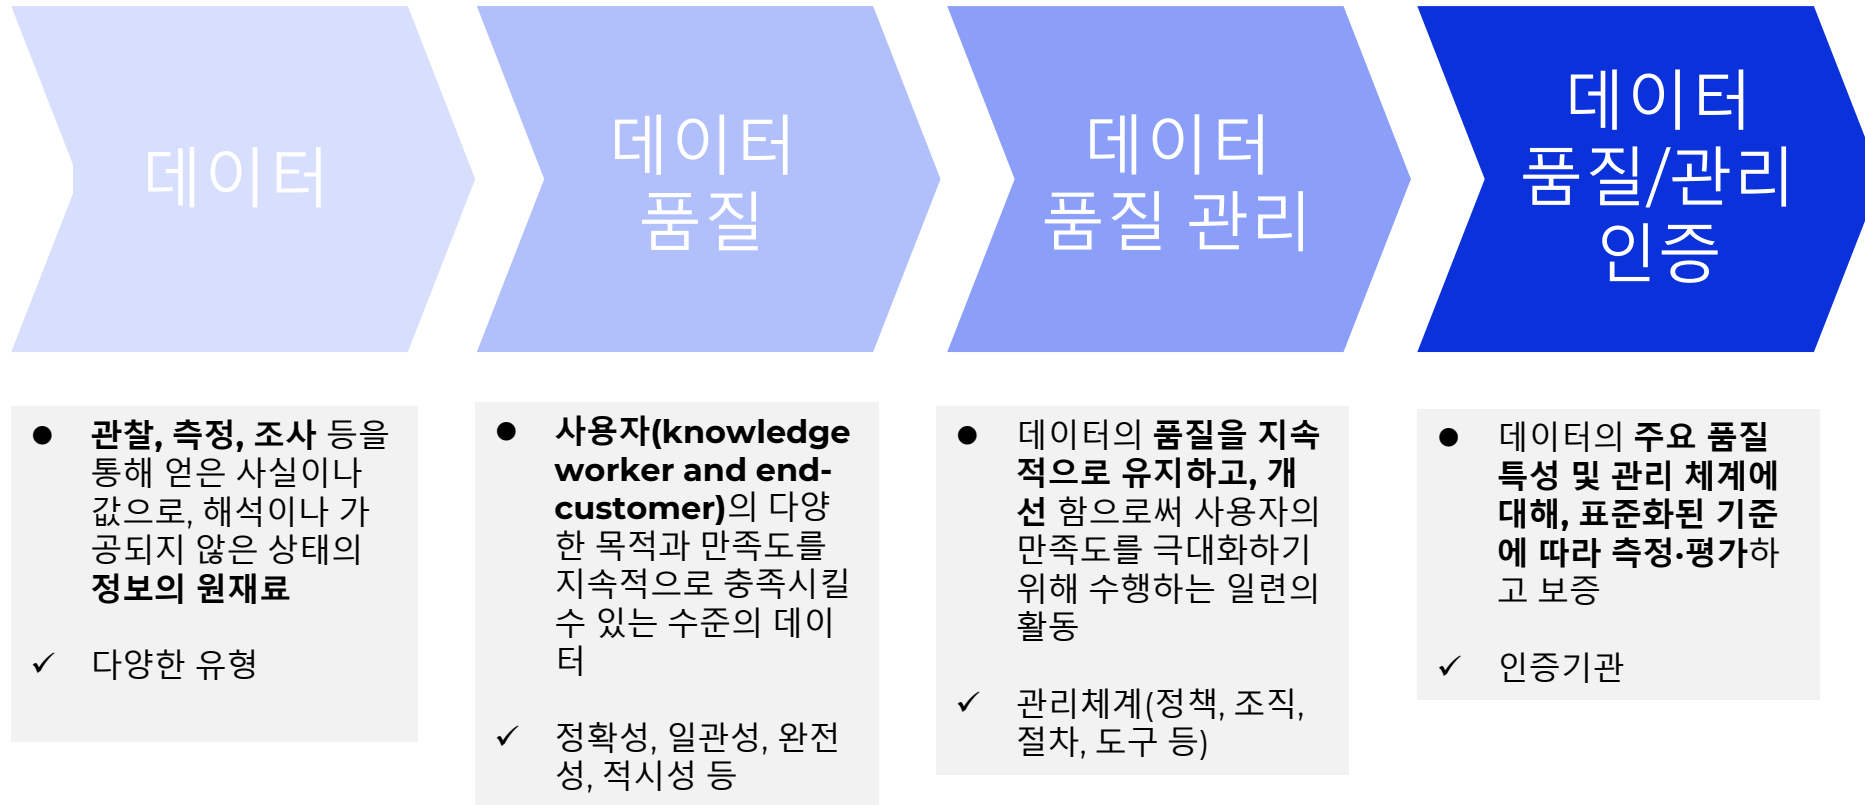 데이터
데이터
품질
데이터
품질 관리
데이터
품질/관리
인증
● 관찰, 측정, 조사 등을
통해 얻은 사실이나
값으로, 해석이나 가
공되지 않은 상태의
정보의 원재료
✓ 다양한 유형
● 사용자(knowledge
worker and end-
customer)의 다양
한 목적과 만족도를
지속적으로 충족시킬
수 있는 수준의 데이
터
✓ 정확성, 일관성, 완전
성, 적시성 등
● 데이터의 품질을 지속
적으로 유지하고, 개
선 함으로써 사용자의
만족도를 극대화하기
위해 수행하는 일련의
활동
✓ 관리체계(정책, 조직,
절차, 도구 등)
● 데이터의 주요 품질
특성 및 관리 체계에
대해, 표준화된 기준
에 따라 측정·평가하
고 보증
✓ 인증기관